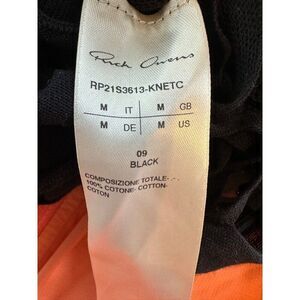 Rick Owens
RP21S3613-KNETC
M IT M GB
M DE M US
09
BLACK
COMPOSIZIONE TOTALE- .- .
100% COTONE- COTTON-
COTON